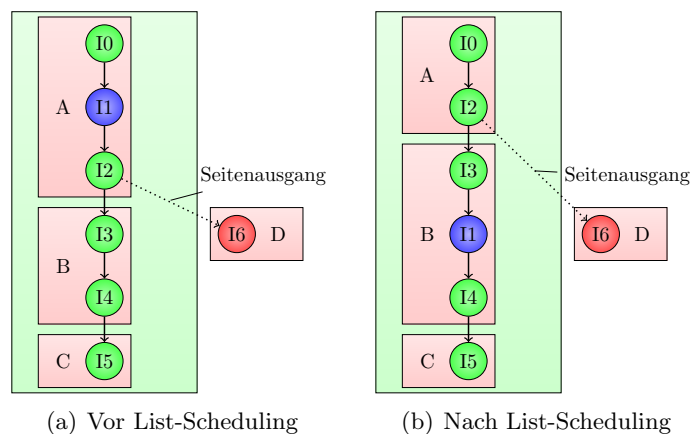 I0
A
I1
I2
Seitenausgang
I3
I6
D
B
I4
C
I5
(a) Vor List-Scheduling
I0
A
I2
I3
Seitenausgang
B
I1
I6
D
I4
C
I5
(b) Nach List-Scheduling